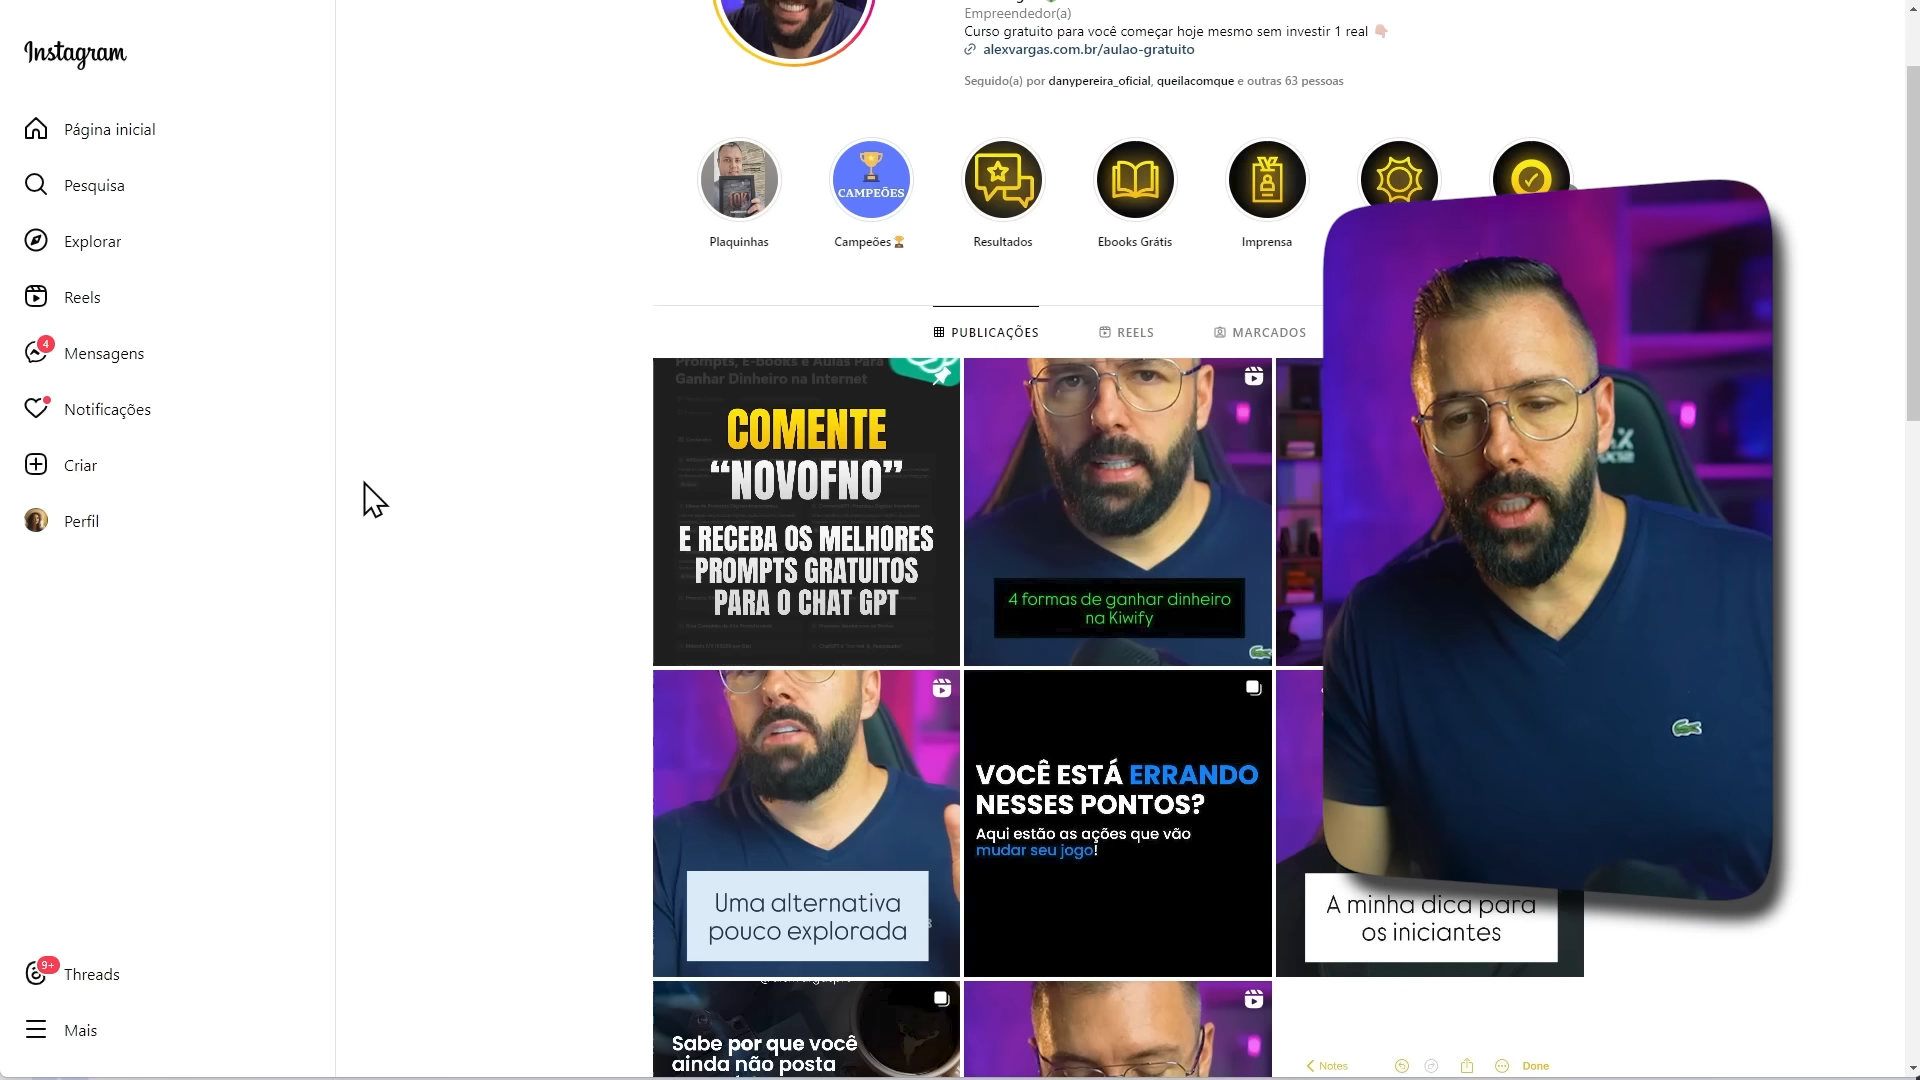 Empreendedor(a)
Curso gratuito para você começar hoje mesmo sem investir 1 real
alexvargas.com.br/aulao-gratuito
Seguido(a) por danypereira_oficial, queilacomque e outras 63 pessoas
Instagram
Página inicial
Pesquisa
Explorar
Reels
4
Mensagens
Notificações
Criar
Perfil
9+
Threads
Mais
10K
CAMPEÕES
Plaquinhas
Campeões
Resultados
Ebooks Grátis
Imprensa
PUBLICAÇÕES
REELS
MARCADOS
Prompts, E-books e Aulas Para
Ganhar Dinheiro na Internet
COMENTE
“NOVOFNO”
E RECEBA OS MELHORES
PROMPTS GRATUITOS
PARA O CHAT GPT
4 formas de ganhar dinheiro
na Kiwify
Uma alternativa
pouco explorada
VOCÊ ESTÁ ERRANDO
NESSES PONTOS?
Aqui estão as ações que vão
mudar seu jogo!
A minha dica para
os iniciantes
Sabe por que você
ainda não posta
Notes
Done